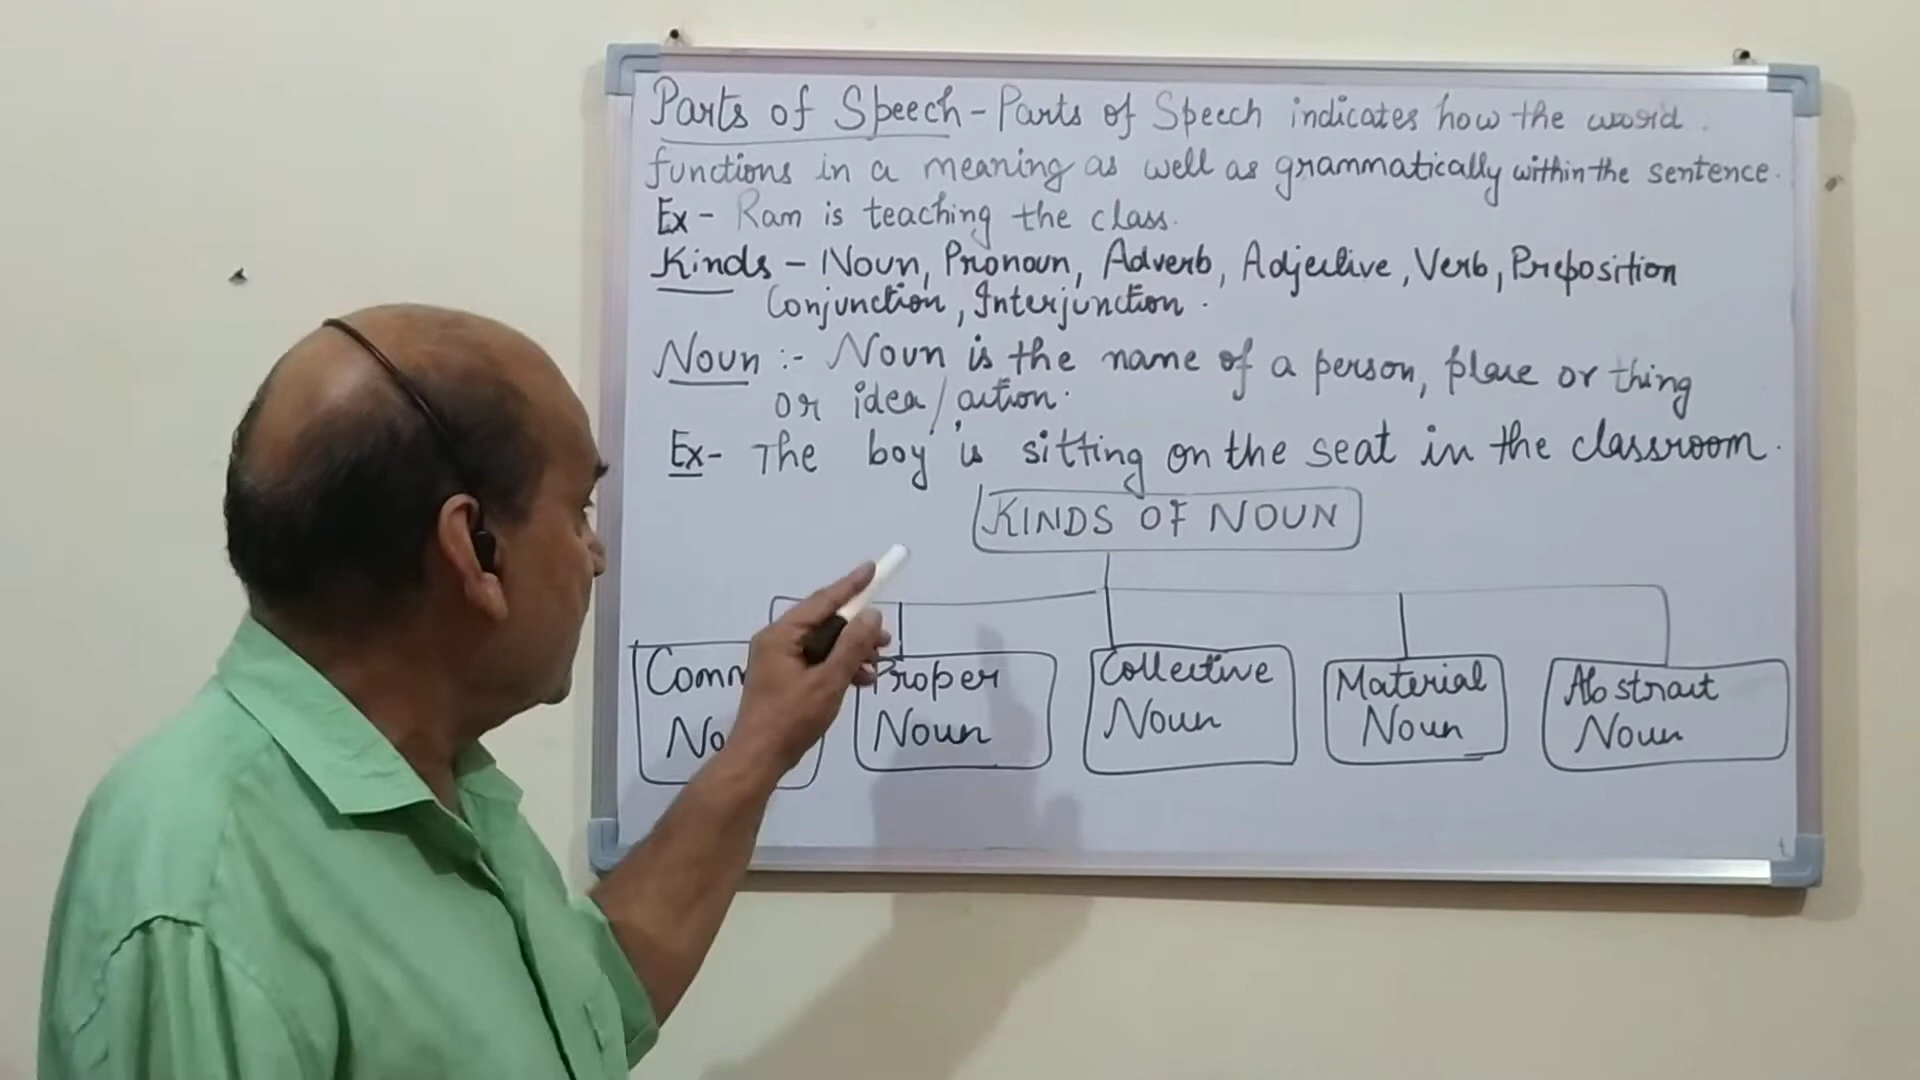 Parts of Speech - Parts of Speech indicates how the word
functions in a meaning as well as grammatically within the sentence.
Ex - Ram is teaching the class.
Kinds - Noun, Pronoun, Adverb, Adjective, Verb, Preposition
Conjunction, Interjunction.
Noun :- Noun is the name of a person, place or thing
or idea/action.
Ex - The boy is sitting on the seat in the classroom.
KINDS OF NOUN
Proper
Noun
Collective
Noun
Material
Noun
Abstract
Noun